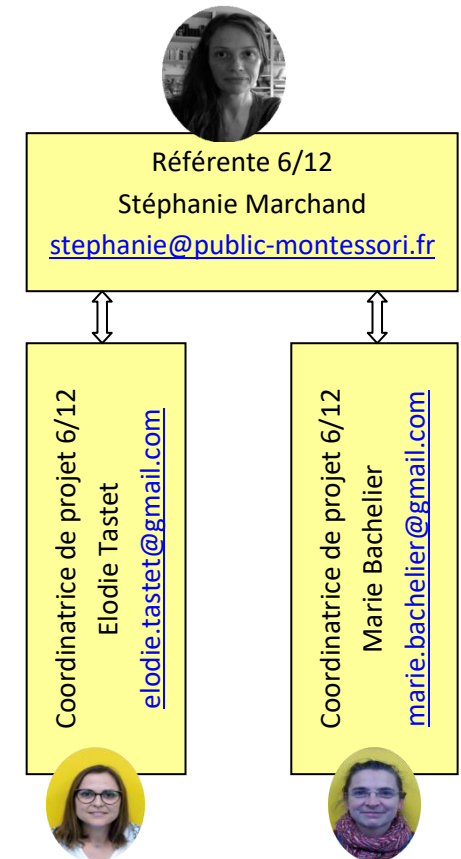 Référente 6/12
Stéphanie Marchand
stephanie@public-montessori.fr
Coordinatrice de projet 6/12
Elodie Tastet
elodie.tastet@gmail.com
Coordinatrice de projet 6/12
Marie Bachelier
marie.bachelier@gmail.com